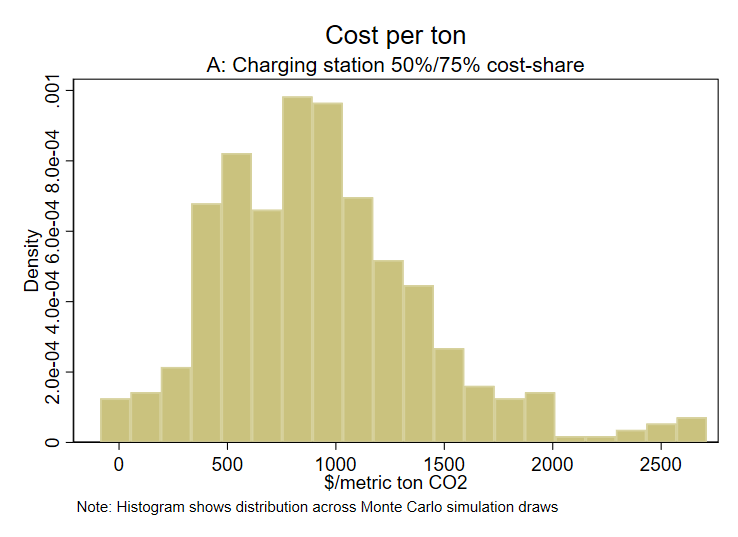 Cost per ton
A: Charging station 50%/75% cost-share
Density
0 2.0e-04 4.0e-04 6.0e-04 8.0e-04 .001
0 500 1000 1500 2000 2500
$/metric ton CO2
Note: Histogram shows distribution across Monte Carlo simulation draws